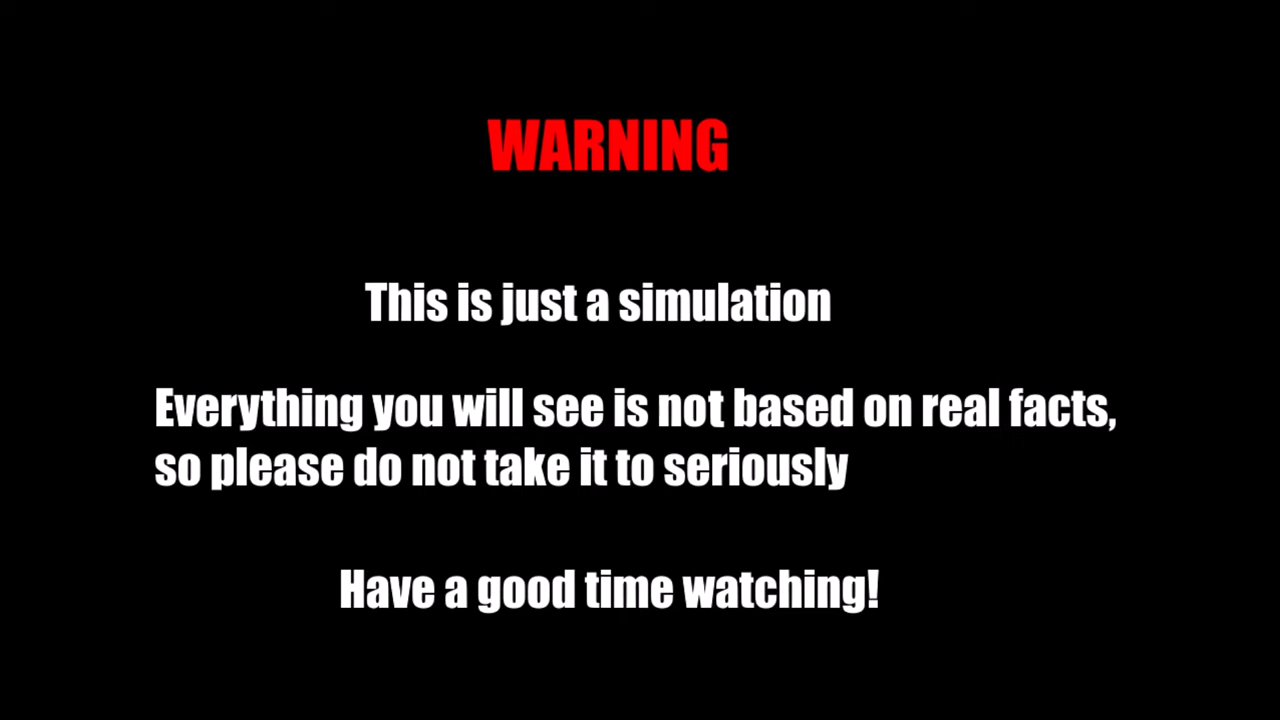 WARNING
This is just a simulation
Everything you will see is not based on real facts,
so please do not take it to seriously
Have a good time watching!